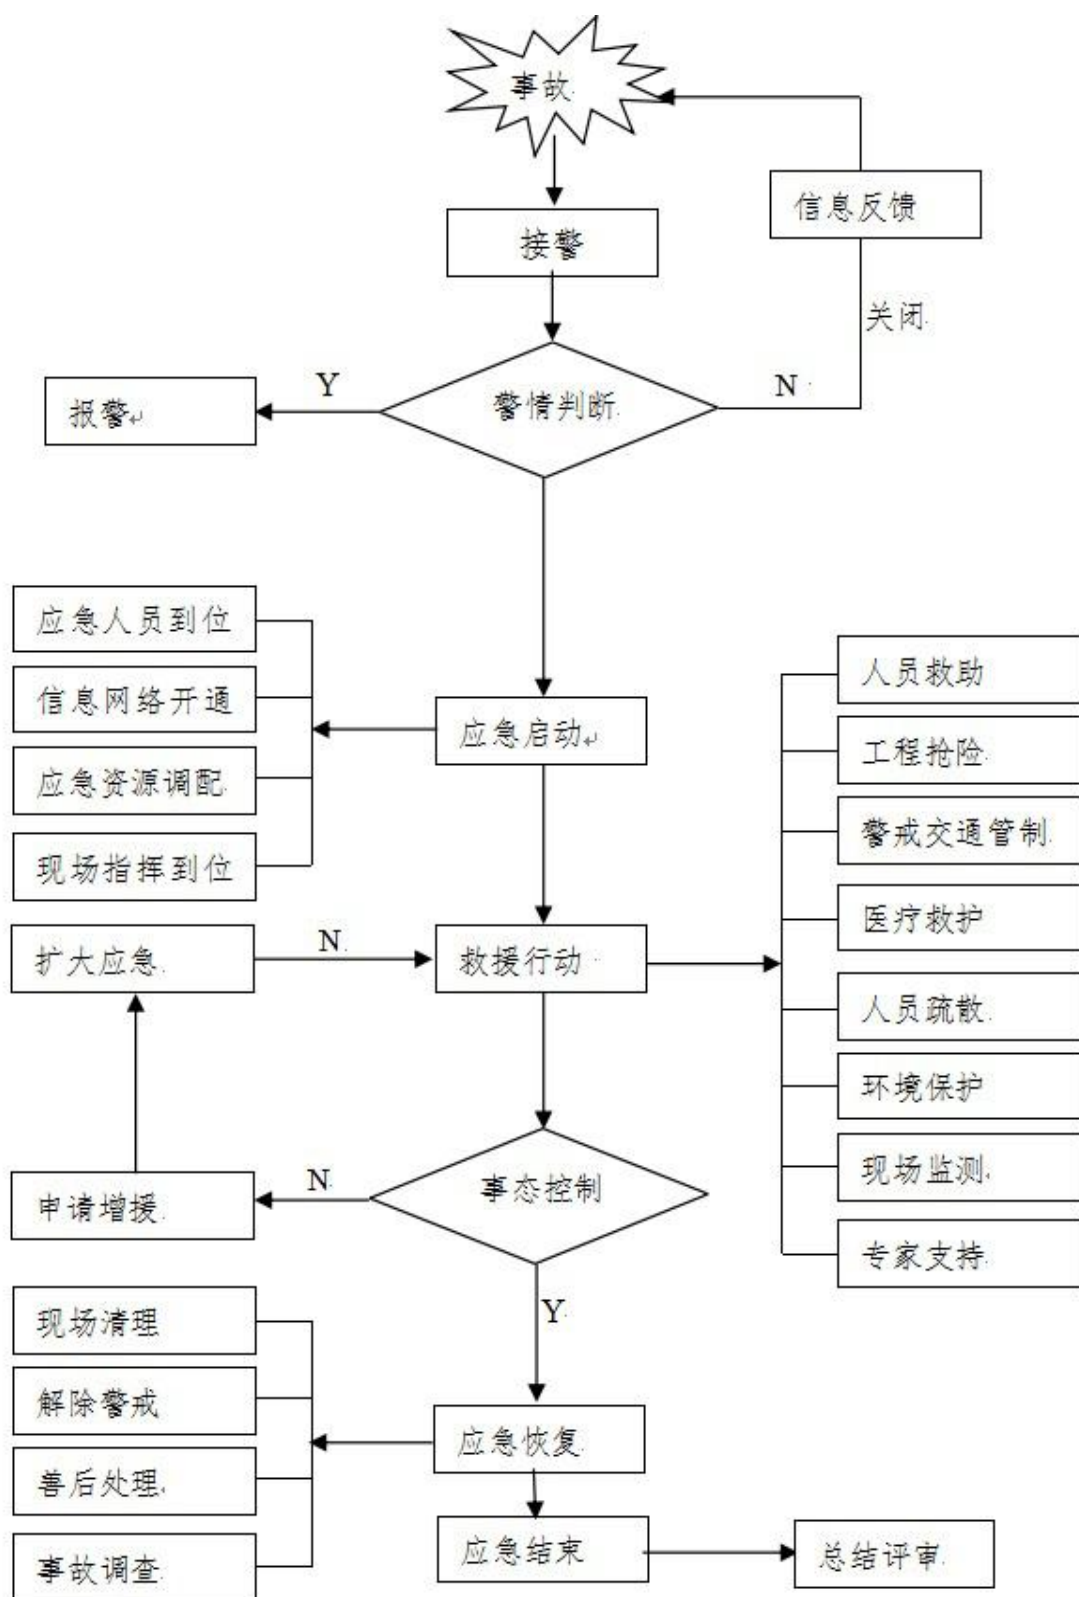 事故
信息反馈
接警
关闭
Y
N
报警
警情判断
应急人员到位
信息网络开通
应急资源调配
现场指挥到位
应急启动
人员救助
工程抢险
警戒交通管制
医疗救护
人员疏散
环境保护
现场监测
专家支持
扩大应急
N
救援行动
申请增援
N
事态控制
Y
现场清理
解除警戒
善后处理
事故调查
应急恢复
应急结束
总结评审